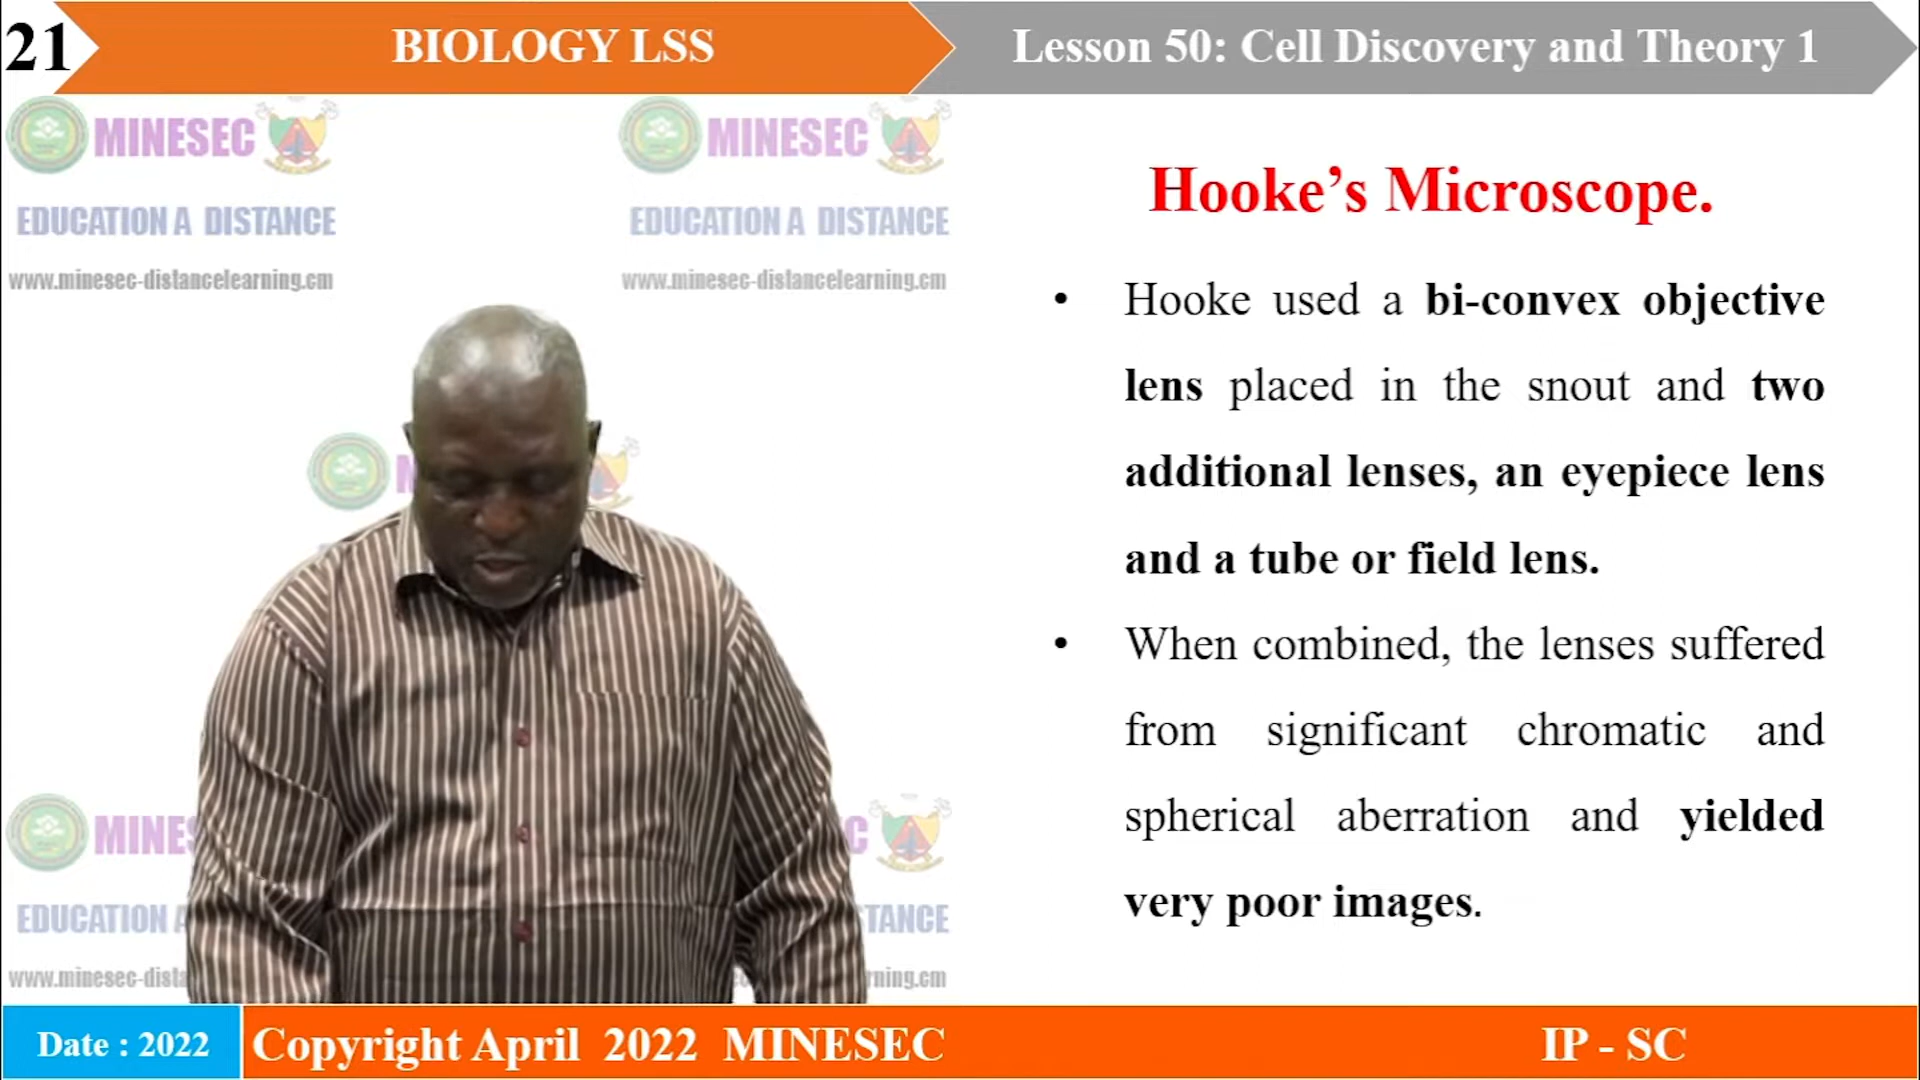 21
BIOLOGY LSS
Lesson 50: Cell Discovery and Theory 1
MINESEC
MINESEC
EDUCATION A DISTANCE
EDUCATION A DISTANCE
www.minesec-distancelearning.cm
www.minesec-distancelearning.cm
Hooke’s Microscope.
• Hooke used a bi-convex objective
lens placed in the snout and two
additional lenses, an eyepiece lens
and a tube or field lens.
• When combined, the lenses suffered
from significant chromatic and
spherical aberration and yielded
very poor images.
Date : 2022
Copyright April 2022 MINESEC
IP - SC